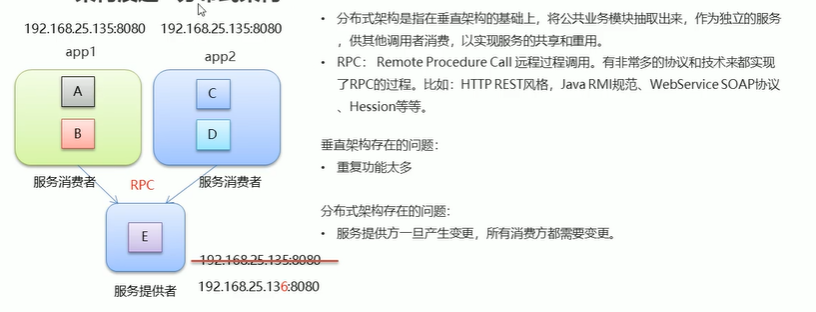 192.168.25.135:8080 192.168.25.135:8080
app1 app2
A C
B D
服务消费者 RPC 服务消费者
E
192.168.25.135:8080
服务提供者 192.168.25.136:8080
• 分布式架构是指在垂直架构的基础上，将公共业务模块抽取出来，作为独立的服务
，供其他调用者消费，以实现服务的共享和重用。
• RPC： Remote Procedure Call 远程过程调用。有非常多的协议和技术来都实现
了RPC的过程。比如：HTTP REST风格，Java RMI规范、WebService SOAP协议
、Hession等等。
垂直架构存在的问题：
• 重复功能太多
分布式架构存在的问题：
• 服务提供方一旦产生变更，所有消费方都需要变更。